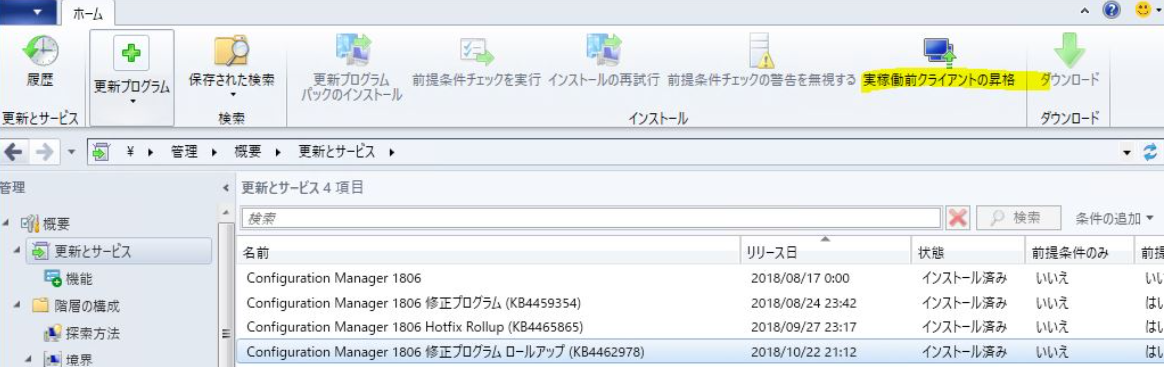 ホーム
履歴
更新プログラム
保存された検索
更新プログラム
パックのインストール
前提条件チェックを実行
インストールの再試行
前提条件チェックの警告を無視する
実稼働前クライアントの昇格
ダウンロード
更新とサービス
検索
インストール
ダウンロード
¥ 管理 概要 更新とサービス
管理
更新とサービス 4 項目
概要
検索
検索
条件の追加
更新とサービス
名前 リリース日 状態 前提条件のみ 前提
機能
Configuration Manager 1806 2018/08/17 0:00 インストール済み いいえ いい
階層の構成
Configuration Manager 1806 修正プログラム (KB4459354) 2018/08/24 23:42 インストール済み いいえ はい
探索方法
Configuration Manager 1806 Hotfix Rollup (KB4465865) 2018/09/27 23:17 インストール済み いいえ はい
境界
Configuration Manager 1806 修正プログラム ロールアップ (KB4462978) 2018/10/22 21:12 インストール済み いいえ はい